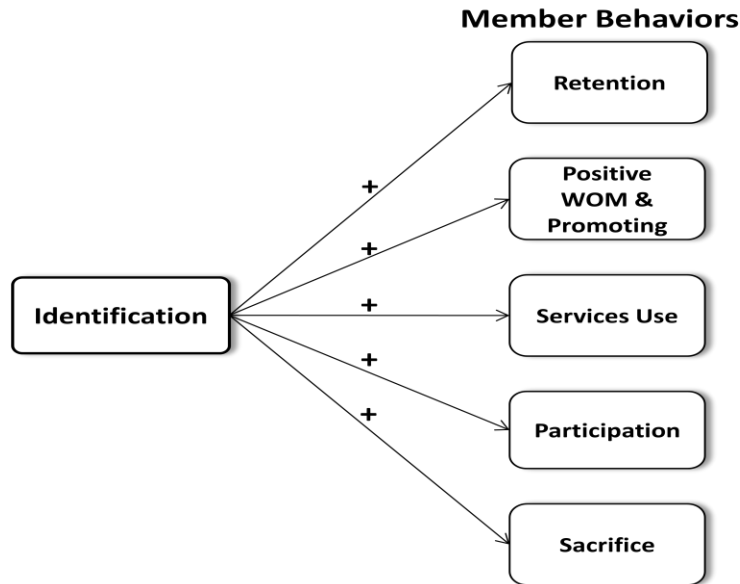 Member Behaviors
Retention
+
Positive
WOM &
Promoting
+
Identification
+
Services Use
+
Participation
+
Sacrifice